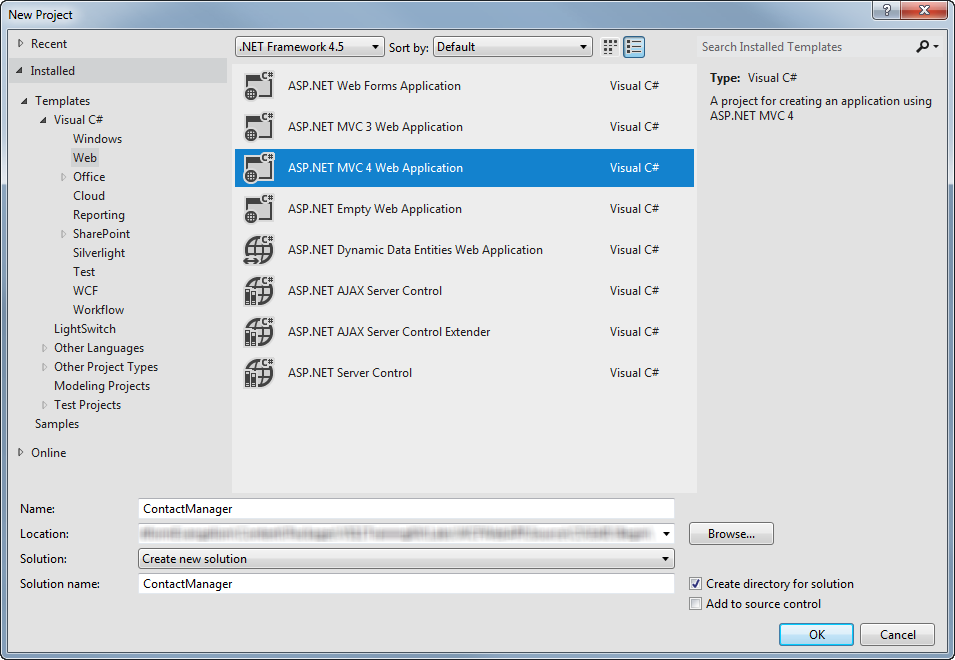 New Project
Recent
Installed
Templates
Visual C#
Windows
Web
Office
Cloud
Reporting
SharePoint
Silverlight
Test
WCF
Workflow
LightSwitch
Other Languages
Other Project Types
Modeling Projects
Test Projects
Samples
Online
.NET Framework 4.5 Sort by: Default
ASP.NET Web Forms Application Visual C#
ASP.NET MVC 3 Web Application Visual C#
ASP.NET MVC 4 Web Application Visual C#
ASP.NET Empty Web Application Visual C#
ASP.NET Dynamic Data Entities Web Application Visual C#
ASP.NET AJAX Server Control Visual C#
ASP.NET AJAX Server Control Extender Visual C#
ASP.NET Server Control Visual C#
Search Installed Templates
Type: Visual C#
A project for creating an application using
ASP.NET MVC 4
Name: ContactManager
Location: Browse...
Solution: Create new solution
Solution name: ContactManager
Create directory for solution
Add to source control
OK Cancel